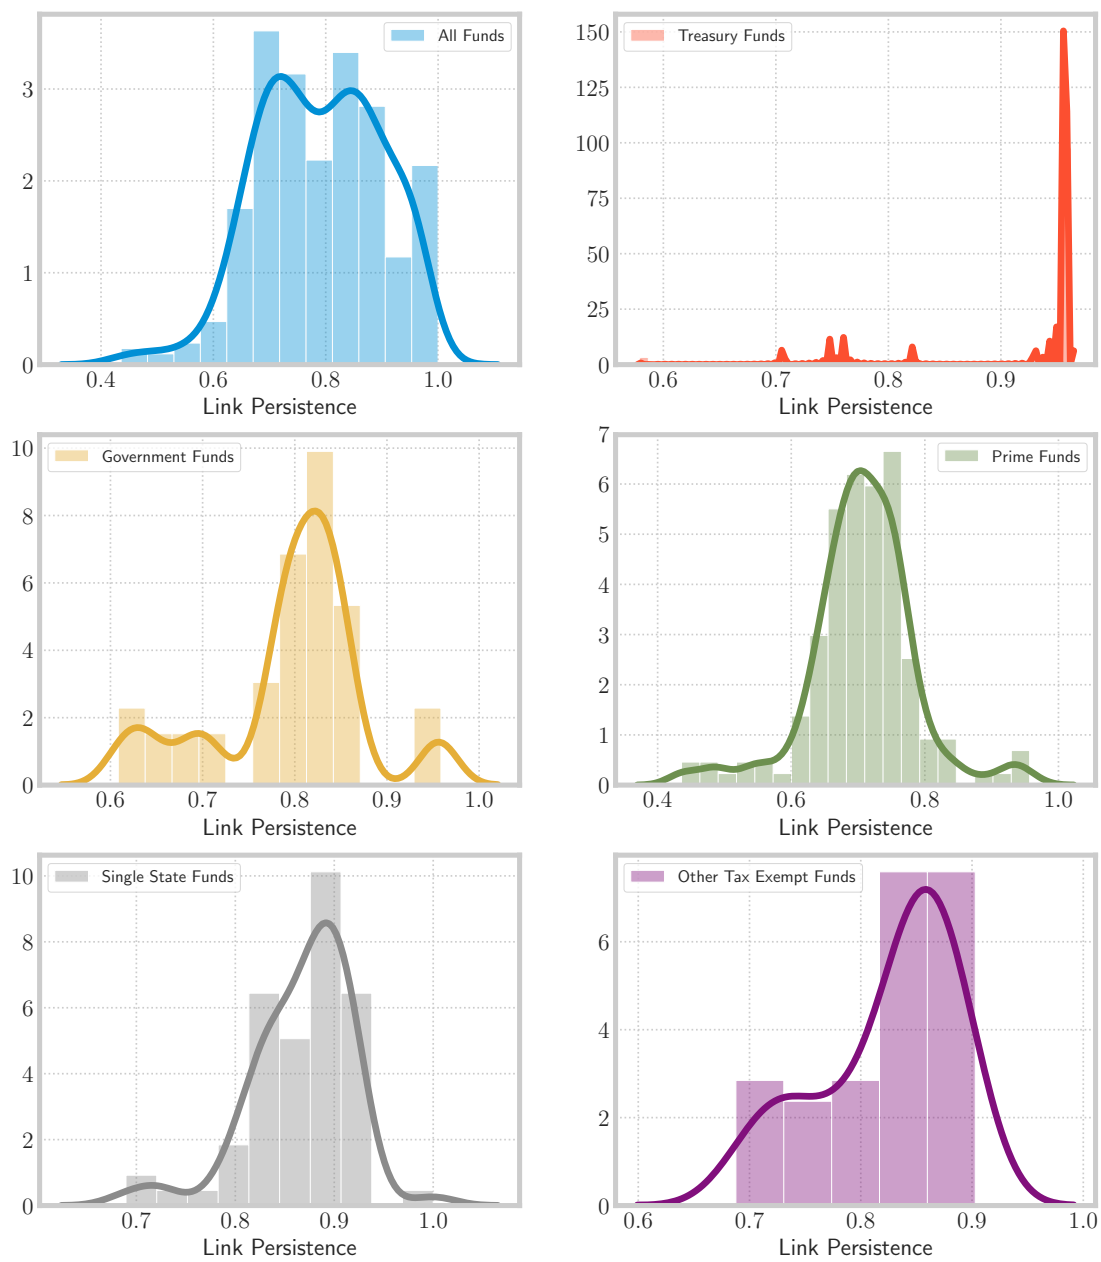 All Funds
3
2
1
0
0.4 0.6 0.8 1.0
Link Persistence
Treasury Funds
150
125
100
75
50
25
0
0.6 0.7 0.8 0.9
Link Persistence
Government Funds
10
8
6
4
2
0
0.6 0.7 0.8 0.9 1.0
Link Persistence
Prime Funds
7
6
5
4
3
2
1
0
0.4 0.6 0.8 1.0
Link Persistence
Single State Funds
10
8
6
4
2
0
0.7 0.8 0.9 1.0
Link Persistence
Other Tax Exempt Funds
6
4
2
0
0.6 0.7 0.8 0.9 1.0
Link Persistence